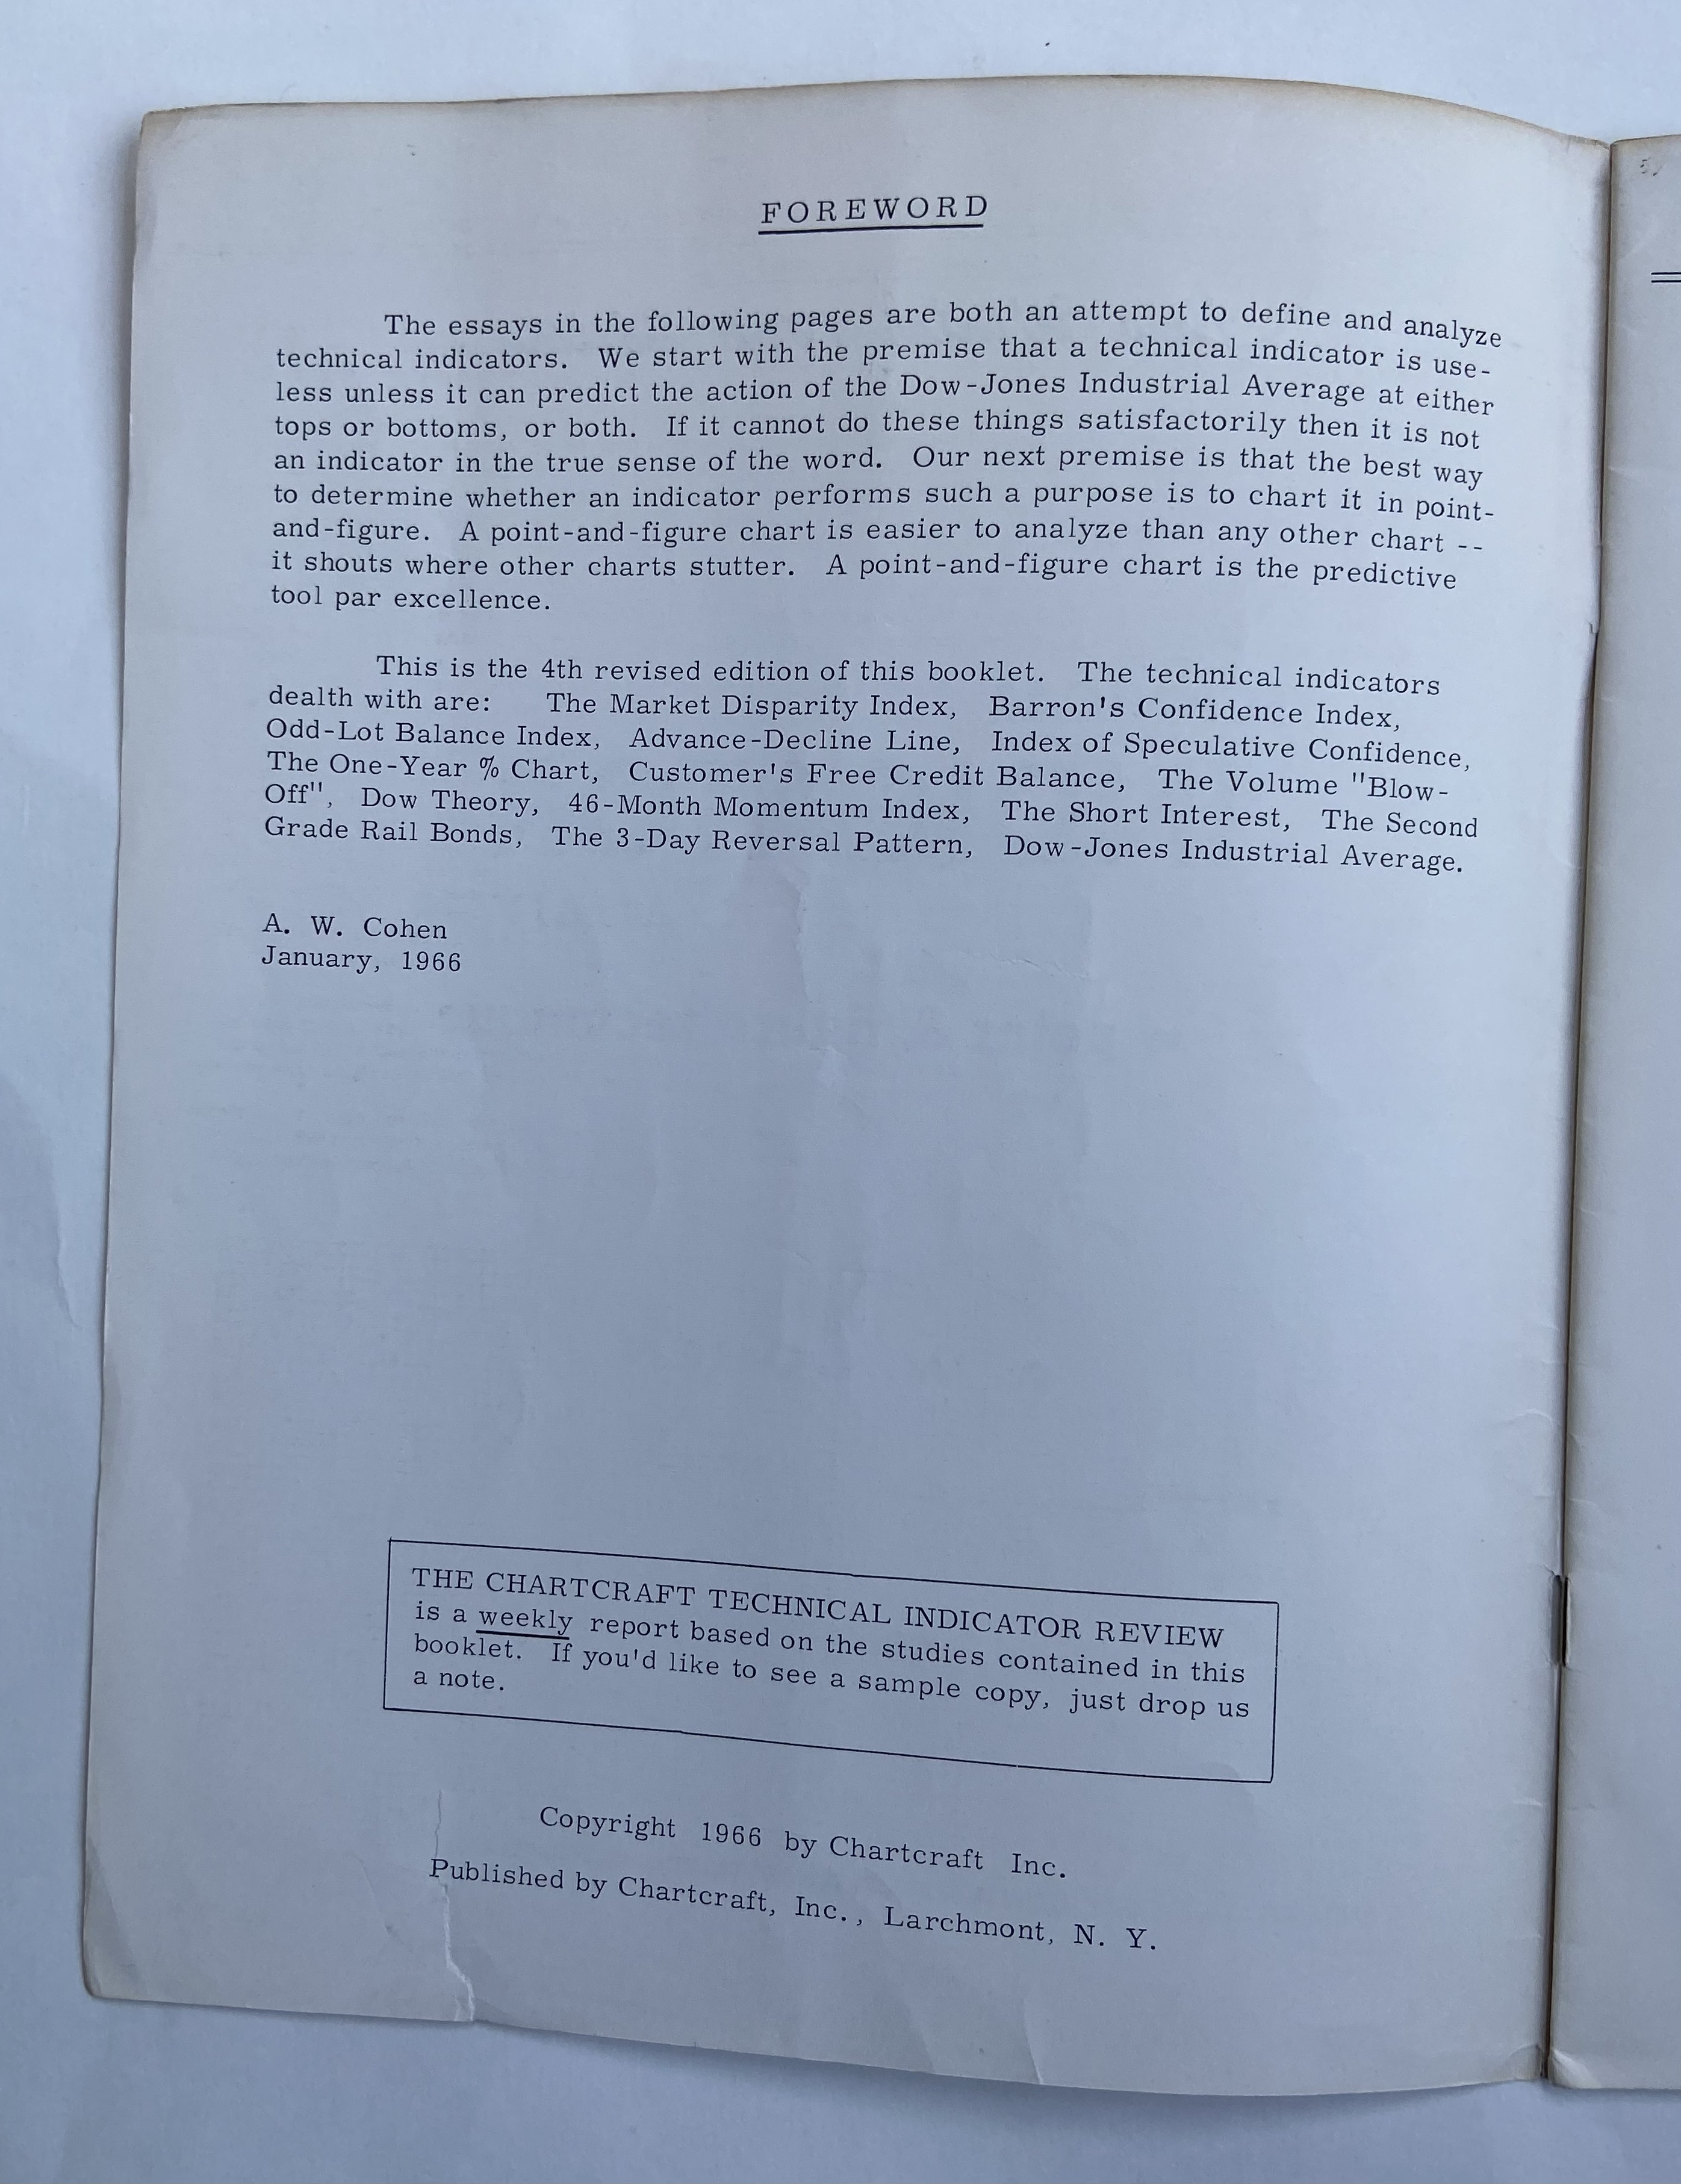 FOREWORD
The essays in the following pages are both an attempt to define and analyze
technical indicators. We start with the premise that a technical indicator is use-
less unless it can predict the action of the Dow-Jones Industrial Average at either
tops or bottoms, or both. If it cannot do these things satisfactorily then it is not
an indicator in the true sense of the word. Our next premise is that the best way
to determine whether an indicator performs such a purpose is to chart it in point-
and-figure. A point-and-figure chart is easier to analyze than any other chart --
it shouts where other charts stutter. A point-and-figure chart is the predictive
tool par excellence.
This is the 4th revised edition of this booklet. The technical indicators
dealth with are: The Market Disparity Index, Barron's Confidence Index,
Odd-Lot Balance Index, Advance-Decline Line, Index of Speculative Confidence,
The One-Year % Chart, Customer's Free Credit Balance, The Volume "Blow-
Off", Dow Theory, 46-Month Momentum Index, The Short Interest, The Second
Grade Rail Bonds, The 3-Day Reversal Pattern, Dow-Jones Industrial Average.
A. W. Cohen
January, 1966
THE CHARTCRAFT TECHNICAL INDICATOR REVIEW
is a weekly report based on the studies contained in this
booklet. If you'd like to see a sample copy, just drop us
a note.
Copyright 1966 by Chartcraft Inc.
Published by Chartcraft, Inc., Larchmont, N. Y.